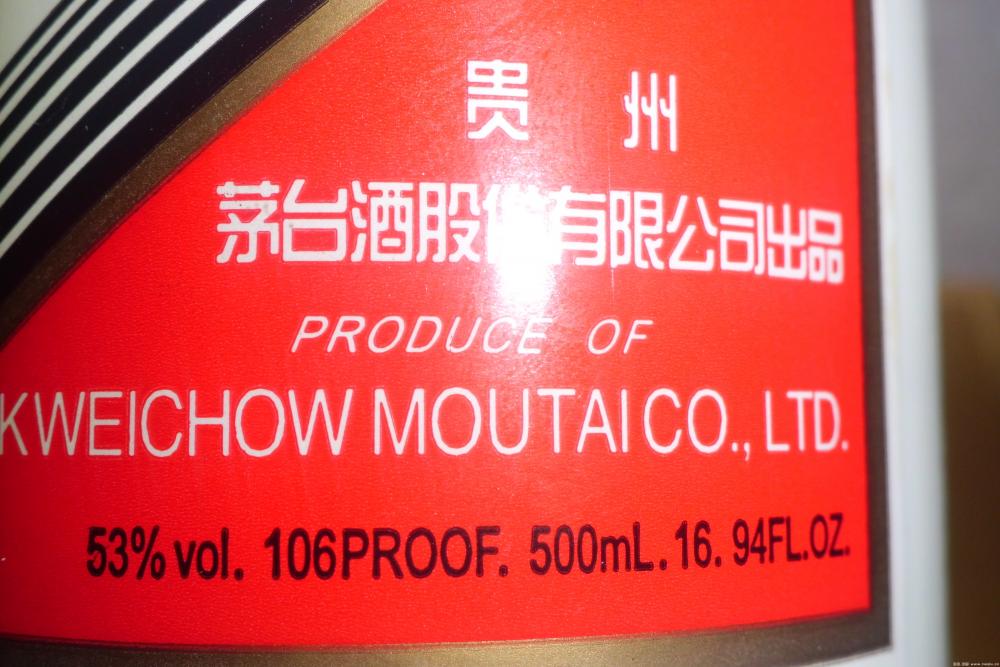 贵 州
茅台酒股份有限公司出品
PRODUCE OF
KWEICHOW MOUTAI CO., LTD.
53% vol. 106PROOF. 500mL. 16. 94FL.OZ.